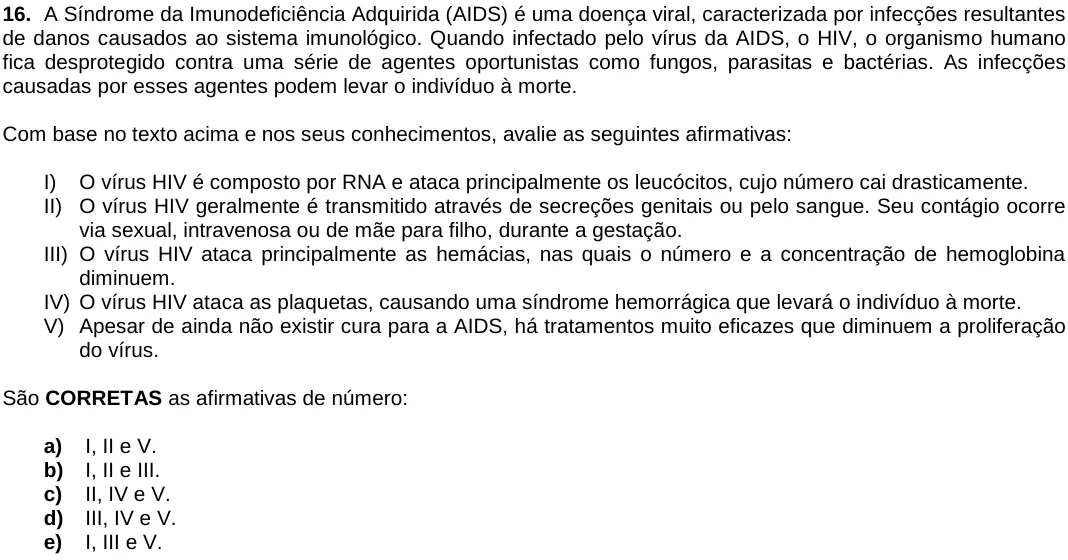 16. A Síndrome da Imunodeficiência Adquirida (AIDS) é uma doença viral, caracterizada por infecções resultantes
de danos causados ao sistema imunológico. Quando infectado pelo vírus da AIDS, o HIV, o organismo humano
fica desprotegido contra uma série de agentes oportunistas como fungos, parasitas e bactérias. As infecções
causadas por esses agentes podem levar o indivíduo à morte.
Com base no texto acima e nos seus conhecimentos, avalie as seguintes afirmativas:
I) O vírus HIV é composto por RNA e ataca principalmente os leucócitos, cujo número cai drasticamente.
II) O vírus HIV geralmente é transmitido através de secreções genitais ou pelo sangue. Seu contágio ocorre
via sexual, intravenosa ou de mãe para filho, durante a gestação.
III) O vírus HIV ataca principalmente as hemácias, nas quais o número e a concentração de hemoglobina
diminuem.
IV) O vírus HIV ataca as plaquetas, causando uma síndrome hemorrágica que levará o indivíduo à morte.
V) Apesar de ainda não existir cura para a AIDS, há tratamentos muito eficazes que diminuem a proliferação
do vírus.
São CORRETAS as afirmativas de número:
a) I, II e V.
b) I, II e III.
c) II, IV e V.
d) III, IV e V.
e) I, III e V.